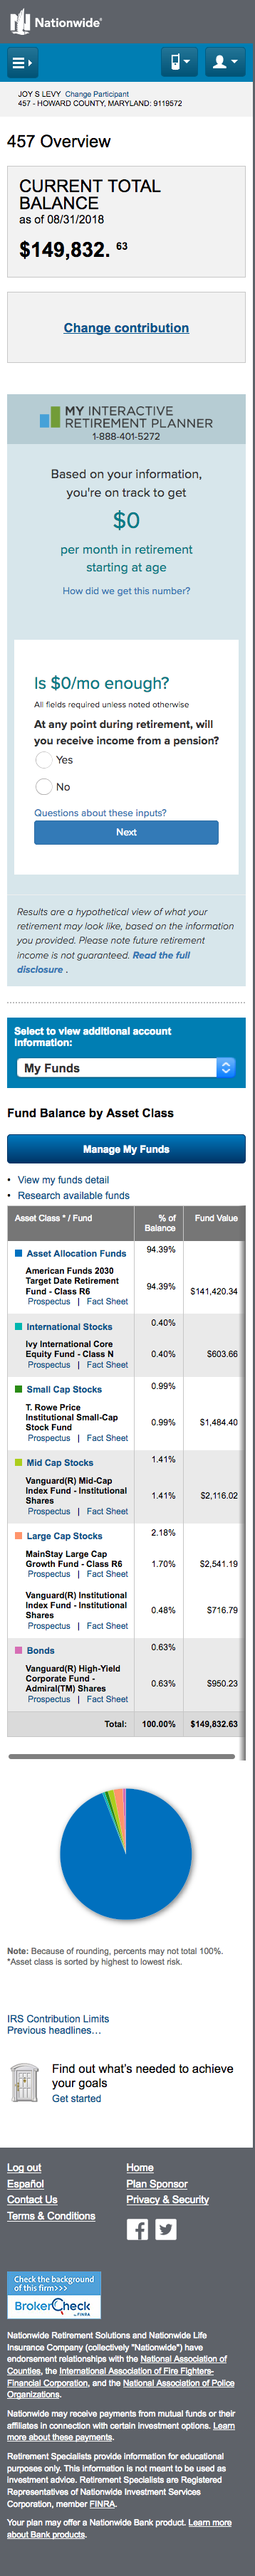 Nationwide®
JOY S LEVY Change Participant
457 - HOWARD COUNTY, MARYLAND: 9119572
457 Overview
CURRENT TOTAL
BALANCE
as of 08/31/2018
$149,832. 63
Change contribution
MY INTERACTIVE
RETIREMENT PLANNER
1-888-401-5272
Based on your information,
you're on track to get
$0
per month in retirement
starting at age
How did we get this number?
Is $0/mo enough?
All fields required unless noted otherwise
At any point during retirement, will
you receive income from a pension?
Yes
No
Questions about these inputs?
Next
Results are a hypothetical view of what your
retirement may look like, based on the information
you provided. Please note future retirement
income is not guaranteed. Read the full
disclosure .
Select to view additional account
Information:
My Funds
Fund Balance by Asset Class
Manage My Funds
• View my funds detail
• Research available funds
Asset Class * / Fund % of Balance Fund Value
Asset Allocation Funds 94.39%
American Funds 2030
Target Date Retirement
Fund - Class R6 94.39% $141,420.34
Prospectus | Fact Sheet
International Stocks 0.40%
Ivy International Core
Equity Fund - Class N 0.40% $603.66
Prospectus | Fact Sheet
Small Cap Stocks 0.99%
T. Rowe Price
Institutional Small-Cap
Stock Fund 0.99% $1,484.40
Prospectus | Fact Sheet
Mid Cap Stocks 1.41%
Vanguard(R) Mid-Cap
Index Fund - Institutional
Shares 1.41% $2,116.02
Prospectus | Fact Sheet
Large Cap Stocks 2.18%
MainStay Large Cap
Growth Fund - Class R6 1.70% $2,541.19
Prospectus | Fact Sheet
Vanguard(R) Institutional
Index Fund - Institutional
Shares 0.48% $716.79
Prospectus | Fact Sheet
Bonds 0.63%
Vanguard(R) High-Yield
Corporate Fund -
Admiral(TM) Shares 0.63% $950.23
Prospectus | Fact Sheet
Total: 100.00% $149,832.63
Note: Because of rounding, percents may not total 100%.
*Asset class is sorted by highest to lowest risk.
IRS Contribution Limits
Previous headlines…
Find out what's needed to achieve
your goals
Get started
Log out Home
Español Plan Sponsor
Contact Us Privacy & Security
Terms & Conditions
Check the background
of this firm>>>
BrokerCheck
by FINRA
Nationwide Retirement Solutions and Nationwide Life
Insurance Company (collectively "Nationwide") have
endorsement relationships with the National Association of
Counties, the International Association of Fire Fighters-
Financial Corporation, and the National Association of Police
Organizations.
Nationwide may receive payments from mutual funds or their
affiliates in connection with certain investment options. Learn
more about these payments.
Retirement Specialists provide information for educational
purposes only. This information is not meant to be used as
investment advice. Retirement Specialists are Registered
Representatives of Nationwide Investment Services
Corporation, member FINRA.
Your plan may offer a Nationwide Bank product. Learn more
about Bank products.